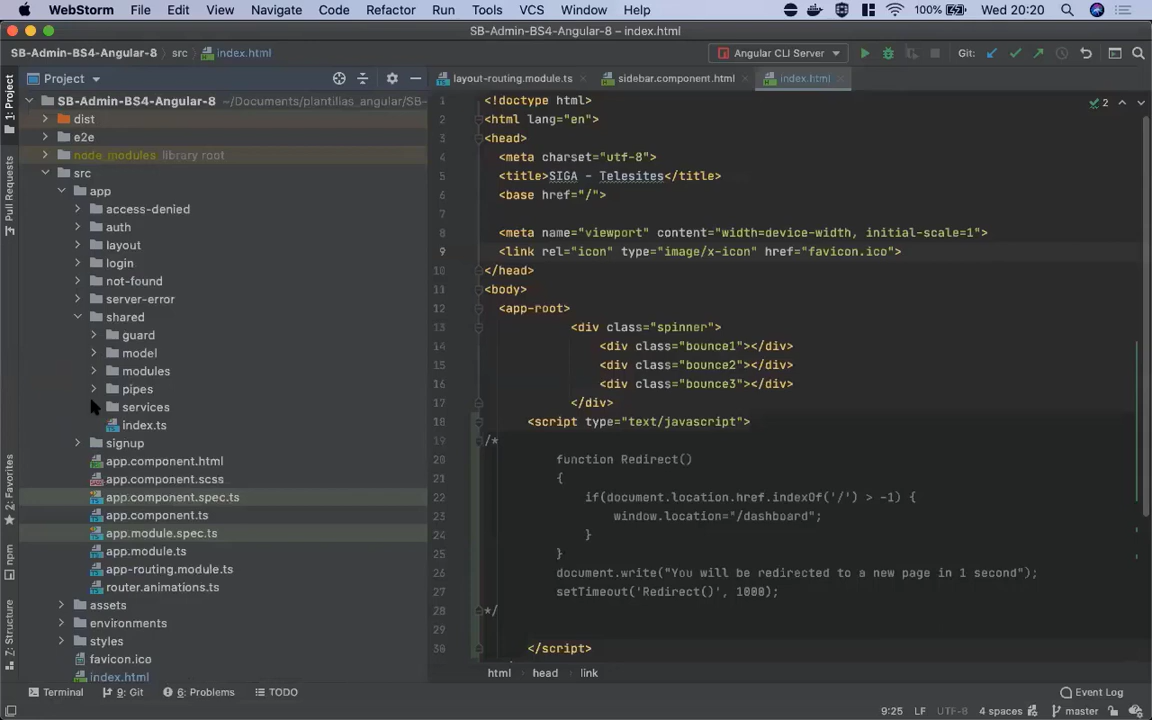 WebStorm File Edit View Navigate Code Refactor Run Tools VCS Window Help 100% Wed 20:20
SB-Admin-BS4-Angular-8 – index.html
SB-Admin-BS4-Angular-8 src index.html Angular CLI Server Git:
Project layout-routing.module.ts sidebar.component.html index.html
1: Project
Pull Requests
2: Favorites
npm
7: Structure
SB-Admin-BS4-Angular-8 ~/Documents/plantillas_angular/SB-
dist
e2e
node_modules library root
src
app
access-denied
auth
layout
login
not-found
server-error
shared
guard
model
modules
pipes
services
index.ts
signup
app.component.html
app.component.scss
app.component.spec.ts
app.component.ts
app.module.spec.ts
app.module.ts
app-routing.module.ts
router.animations.ts
assets
environments
styles
favicon.ico
index.html
2
1 <!doctype html>
2 <html lang="en">
3 <head>
4 <meta charset="utf-8">
5 <title>SIGA - Telesites</title>
6 <base href="/">
7
8 <meta name="viewport" content="width=device-width, initial-scale=1">
9 <link rel="icon" type="image/x-icon" href="favicon.ico">
10 </head>
11 <body>
12 <app-root>
13 <div class="spinner">
14 <div class="bounce1"></div>
15 <div class="bounce2"></div>
16 <div class="bounce3"></div>
17 </div>
18 <script type="text/javascript">
19 /*
20 function Redirect()
21 {
22 if(document.location.href.indexOf('/') > -1) {
23 window.location="/dashboard";
24 }
25 }
26 document.write("You will be redirected to a new page in 1 second");
27 setTimeout('Redirect()', 1000);
28 */
29
30 </script>
html head link
Terminal 9: Git 6: Problems TODO Event Log
9:25 LF UTF-8 4 spaces master